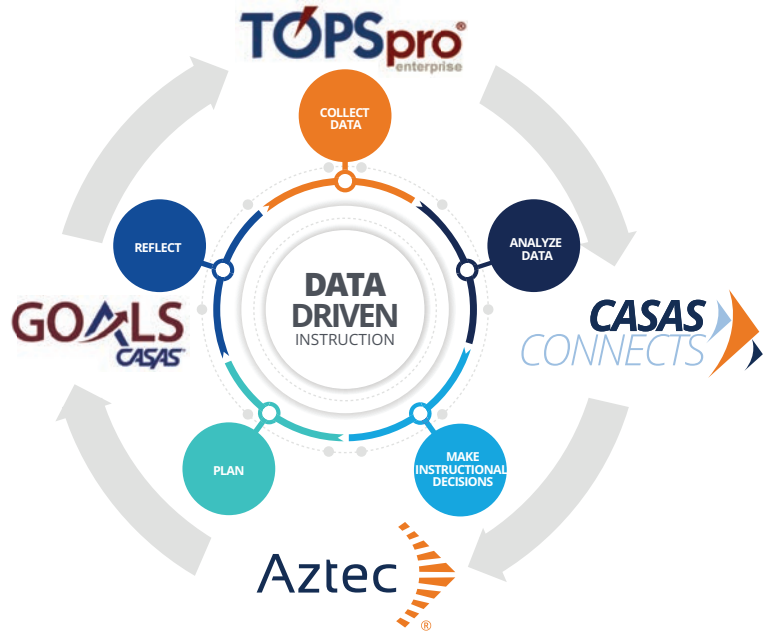 TOPSpro®
enterprise
COLLECT
DATA
ANALYZE
DATA
REFLECT
DATA
DRIVEN
INSTRUCTION
CASAS
CONNECTS
GOALS
CASAS
MAKE
INSTRUCTIONAL
DECISIONS
PLAN
Aztec
®